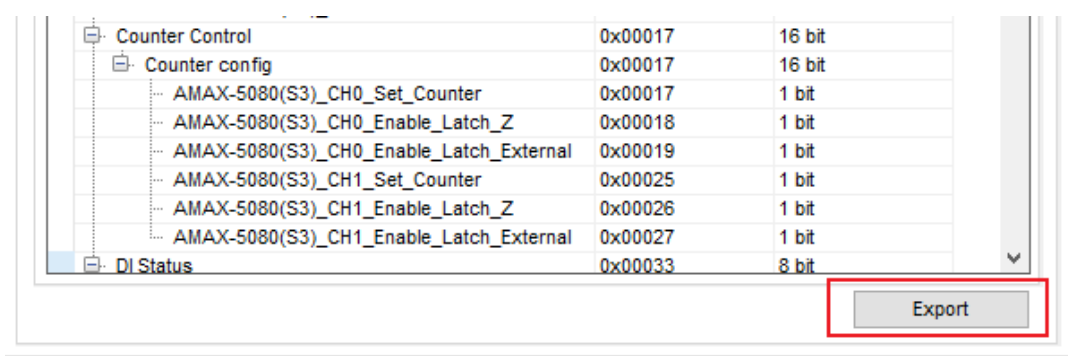 Counter Control 0x00017 16 bit
Counter config 0x00017 16 bit
AMAX-5080(S3)_CH0_Set_Counter 0x00017 1 bit
AMAX-5080(S3)_CH0_Enable_Latch_Z 0x00018 1 bit
AMAX-5080(S3)_CH0_Enable_Latch_External 0x00019 1 bit
AMAX-5080(S3)_CH1_Set_Counter 0x00025 1 bit
AMAX-5080(S3)_CH1_Enable_Latch_Z 0x00026 1 bit
AMAX-5080(S3)_CH1_Enable_Latch_External 0x00027 1 bit
DI Status 0x00033 8 bit
Export